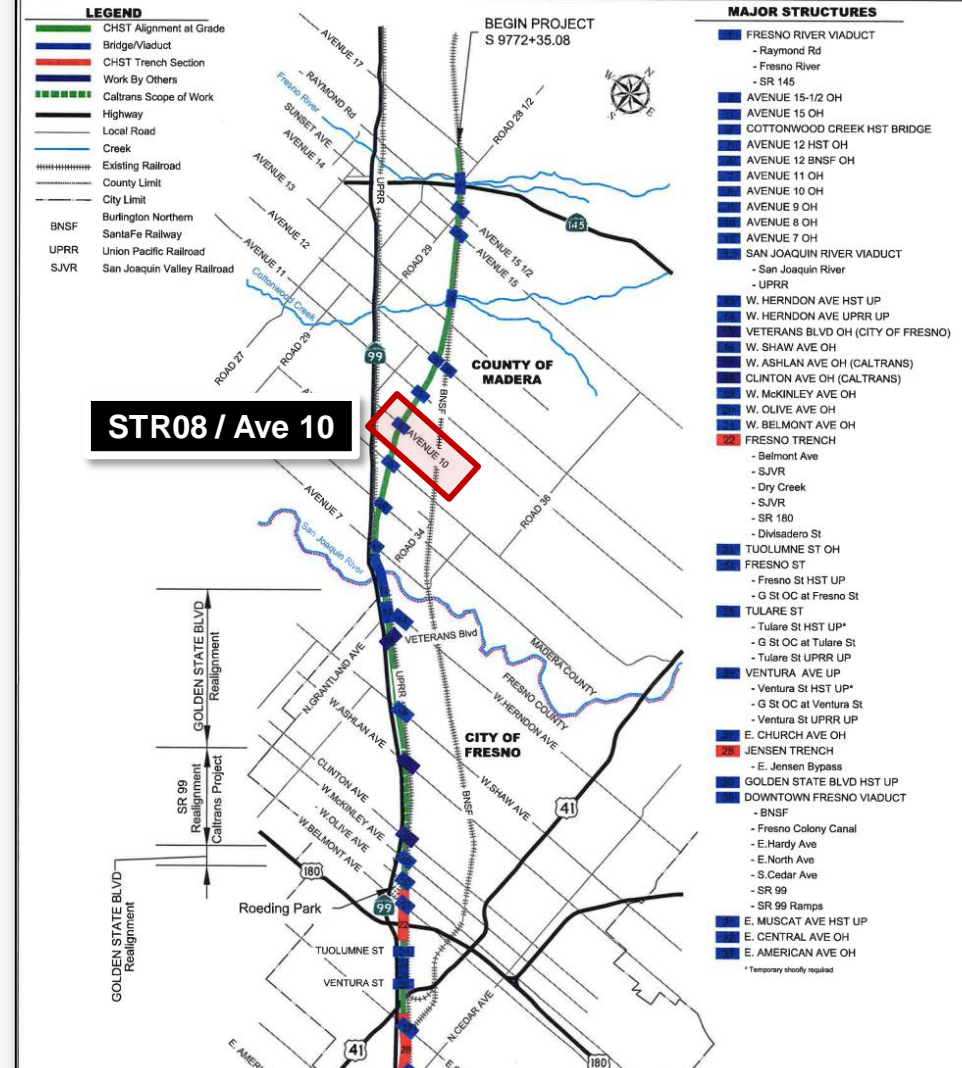 LEGEND
CHST Alignment at Grade
Bridge/Viaduct
CHST Trench Section
Work By Others
Caltrans Scope of Work
Highway
Local Road
Creek
Existing Railroad
County Limit
City Limit
BNSF Burlington Northern
SantaFe Railway
UPRR Union Pacific Railroad
SJVR San Joaquin Valley Railroad
BEGIN PROJECT
S 9772+35.08
N
E
S
W
AVENUE 17
RAYMOND Rd
Fresno River
SUNSET AVE
AVENUE 14
AVENUE 13
AVENUE 12
AVENUE 11
Cottonwood Creek
UPRR
ROAD 28 1/2
145
AVENUE 15 1/2
AVENUE 15
ROAD 29
ROAD 29
ROAD 27
99
COUNTY OF
MADERA
BNSF
STR08 / Ave 10
AVENUE 10
AVENUE 7
ROAD 34
ROAD 36
San Joaquin River
VETERANS Blvd
MADERA COUNTY
FRESNO COUNTY
GOLDEN STATE BLVD
Realignment
N.GRANTLAND AVE
UPRR
W.HERNDON AVE
W.ASHLAN AVE
CITY OF
FRESNO
W.SHAW AVE
SR 99
Realignment
Caltrans Project
CLINTON AVE
W.McKINLEY AVE
W.OLIVE AVE
W.BELMONT AVE
BNSF
41
180
Roeding Park
99
22
GOLDEN STATE BLVD
Realignment
TUOLUMNE ST
VENTURA ST
N.CEDAR AVE
41
28
180
MAJOR STRUCTURES
FRESNO RIVER VIADUCT
- Raymond Rd
- Fresno River
- SR 145
AVENUE 15-1/2 OH
AVENUE 15 OH
COTTONWOOD CREEK HST BRIDGE
AVENUE 12 HST OH
AVENUE 12 BNSF OH
AVENUE 11 OH
AVENUE 10 OH
AVENUE 9 OH
AVENUE 8 OH
AVENUE 7 OH
SAN JOAQUIN RIVER VIADUCT
- San Joaquin River
- UPRR
W. HERNDON AVE HST UP
W. HERNDON AVE UPRR UP
VETERANS BLVD OH (CITY OF FRESNO)
W. SHAW AVE OH
W. ASHLAN AVE OH (CALTRANS)
CLINTON AVE OH (CALTRANS)
W. McKINLEY AVE OH
W. OLIVE AVE OH
W. BELMONT AVE OH
22 FRESNO TRENCH
- Belmont Ave
- SJVR
- Dry Creek
- SJVR
- SR 180
- Divisadero St
TUOLUMNE ST OH
FRESNO ST
- Fresno St HST UP
- G St OC at Fresno St
TULARE ST
- Tulare St HST UP*
- G St OC at Tulare St
- Tulare St UPRR UP
VENTURA AVE UP
- Ventura St HST UP*
- G St OC at Ventura St
- Ventura St UPRR UP
E. CHURCH AVE OH
28 JENSEN TRENCH
- E. Jensen Bypass
GOLDEN STATE BLVD HST UP
DOWNTOWN FRESNO VIADUCT
- BNSF
- Fresno Colony Canal
- E.Hardy Ave
- E.North Ave
- S.Cedar Ave
- SR 99
- SR 99 Ramps
E. MUSCAT AVE HST UP
E. CENTRAL AVE OH
E. AMERICAN AVE OH
* Temporary shoofly required